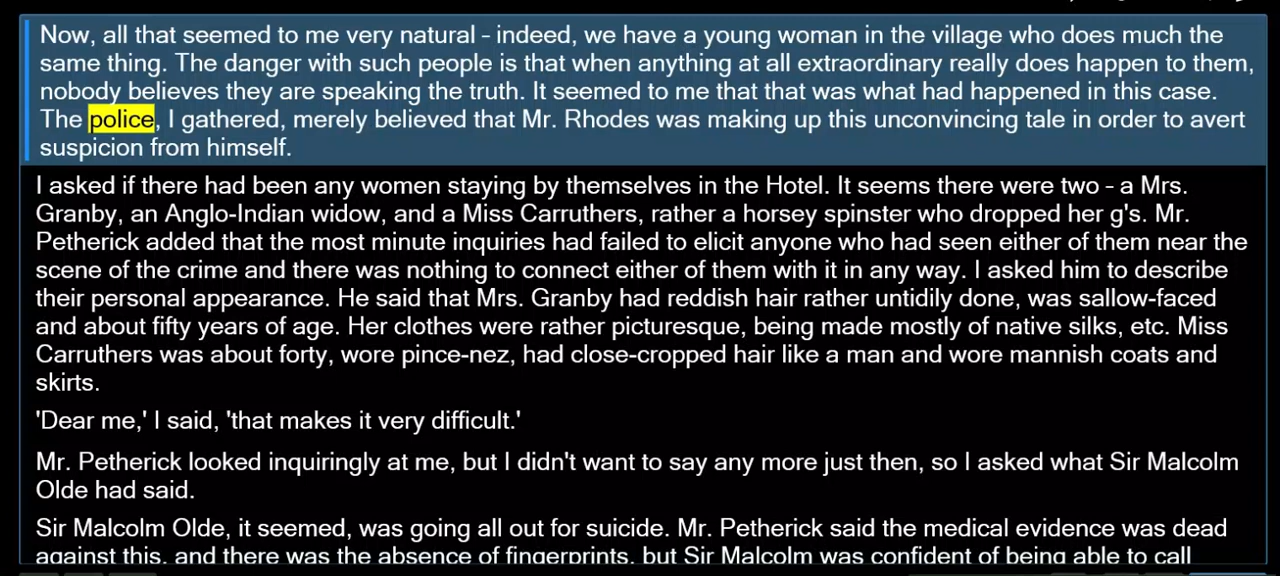 Now, all that seemed to me very natural - indeed, we have a young woman in the village who does much the
same thing. The danger with such people is that when anything at all extraordinary really does happen to them,
nobody believes they are speaking the truth. It seemed to me that that was what had happened in this case.
The police, I gathered, merely believed that Mr. Rhodes was making up this unconvincing tale in order to avert
suspicion from himself.
I asked if there had been any women staying by themselves in the Hotel. It seems there were two - a Mrs.
Granby, an Anglo-Indian widow, and a Miss Carruthers, rather a horsey spinster who dropped her g's. Mr.
Petherick added that the most minute inquiries had failed to elicit anyone who had seen either of them near the
scene of the crime and there was nothing to connect either of them with it in any way. I asked him to describe
their personal appearance. He said that Mrs. Granby had reddish hair rather untidily done, was sallow-faced
and about fifty years of age. Her clothes were rather picturesque, being made mostly of native silks, etc. Miss
Carruthers was about forty, wore pince-nez, had close-cropped hair like a man and wore mannish coats and
skirts.
'Dear me,' I said, 'that makes it very difficult.'
Mr. Petherick looked inquiringly at me, but I didn't want to say any more just then, so I asked what Sir Malcolm
Olde had said.
Sir Malcolm Olde, it seemed, was going all out for suicide. Mr. Petherick said the medical evidence was dead
against this, and there was the absence of fingerprints, but Sir Malcolm was confident of being able to call